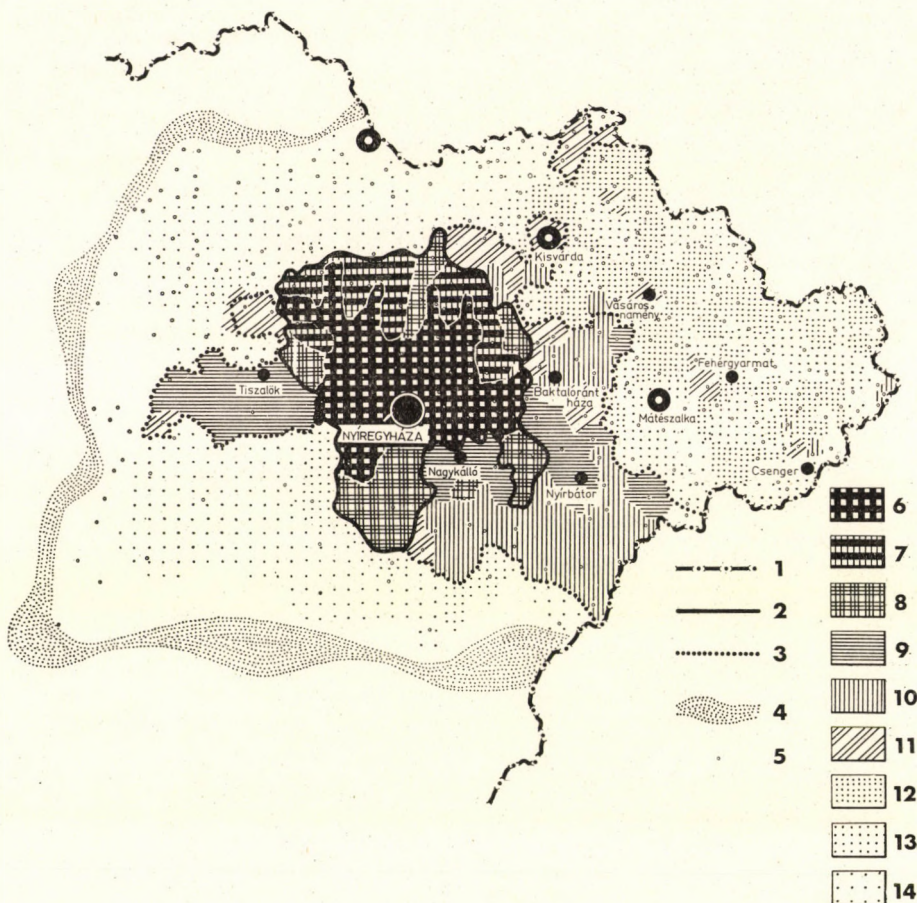 Kisvárda
Vásáros-
namény
Fehérgyarmat
Tiszalök
Baktalóránt
háza
Mátészalka
NYÍREGYHÁZA
Nagykálló
Nyírbátor
Csenger
1
2
3
4
5
6
7
8
9
10
11
12
13
14